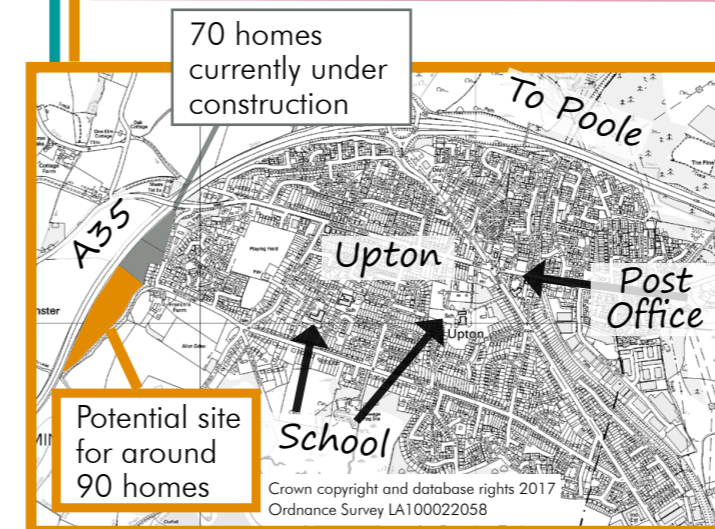 70 homes
currently under
construction
To Poole
A35
Upton
Post
Office
Playing Field
Sch
Upton
School
Potential site
for around
90 homes
Crown copyright and database rights 2017
Ordnance Survey LA100022058